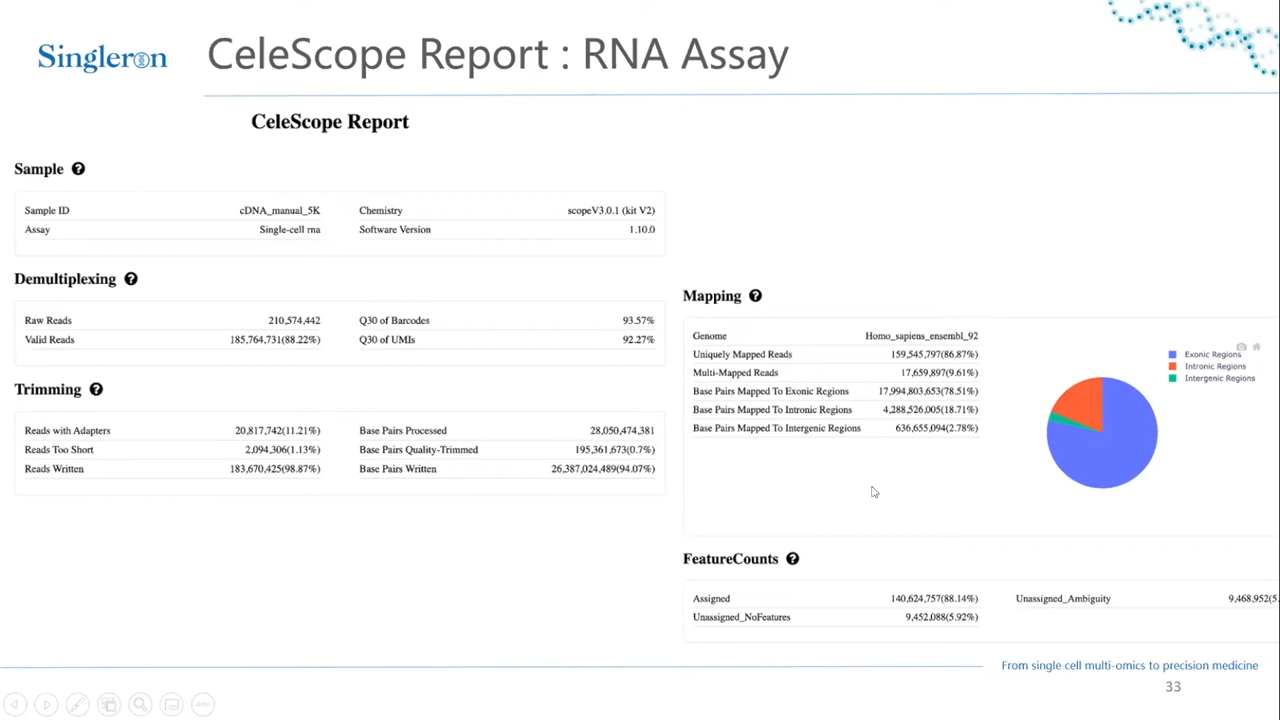 Singleron
CeleScope Report : RNA Assay
CeleScope Report
Sample ?
Sample ID cDNA_manual_5K Chemistry scopeV3.0.1 (kit V2)
Assay Single-cell rna Software Version 1.10.0
Demultiplexing ?
Raw Reads 210,574,442 Q30 of Barcodes 93.57%
Valid Reads 185,764,731(88.22%) Q30 of UMIs 92.27%
Trimming ?
Reads with Adapters 20,817,742(11.21%) Base Pairs Processed 28,050,474,381
Reads Too Short 2,094,306(1.13%) Base Pairs Quality-Trimmed 195,361,673(0.7%)
Reads Written 183,670,425(98.87%) Base Pairs Written 26,387,024,489(94.07%)
Mapping ?
Genome Homo_sapiens_ensembl_92
Uniquely Mapped Reads 159,545,797(86.87%)
Multi-Mapped Reads 17,659,897(9.61%)
Base Pairs Mapped To Exonic Regions 17,994,803,653(78.51%)
Base Pairs Mapped To Intronic Regions 4,288,526,005(18.71%)
Base Pairs Mapped To Intergenic Regions 636,655,094(2.78%)
Exonic Regions
Intronic Regions
Intergenic Regions
FeatureCounts ?
Assigned 140,624,757(88.14%) Unassigned_Ambiguity 9,468,952(5.
Unassigned_NoFeatures 9,452,088(5.92%)
From single cell multi-omics to precision medicine
33